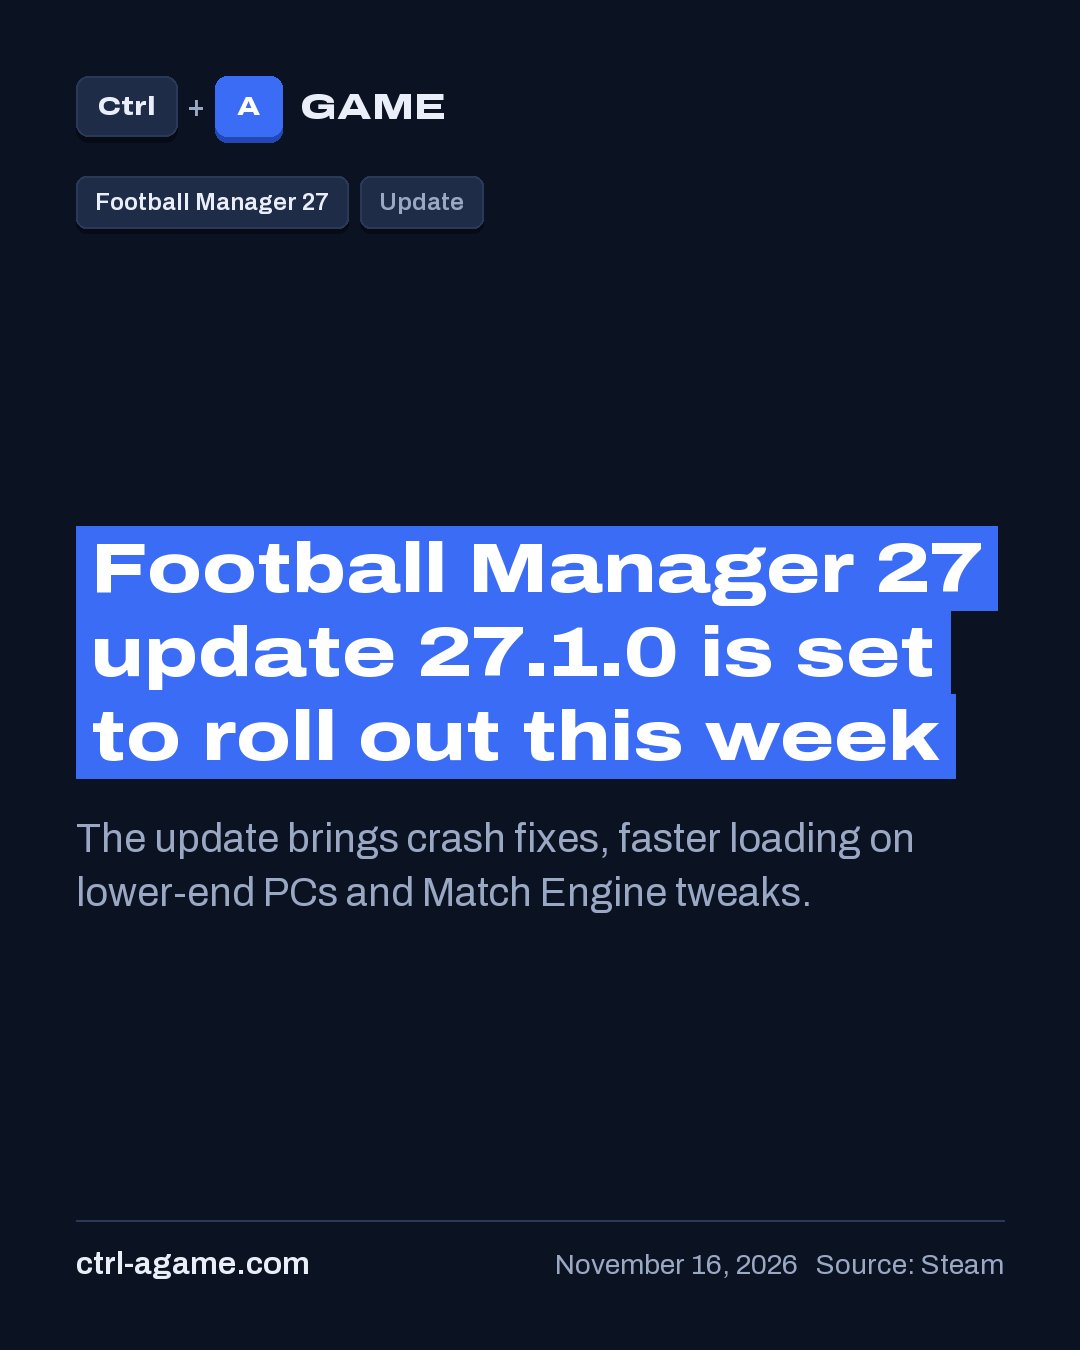 Ctrl + A GAME
Football Manager 27 Update
Football Manager 27
update 27.1.0 is set
to roll out this week
The update brings crash fixes, faster loading on
lower-end PCs and Match Engine tweaks.
ctrl-agame.com November 16, 2026 Source: Steam